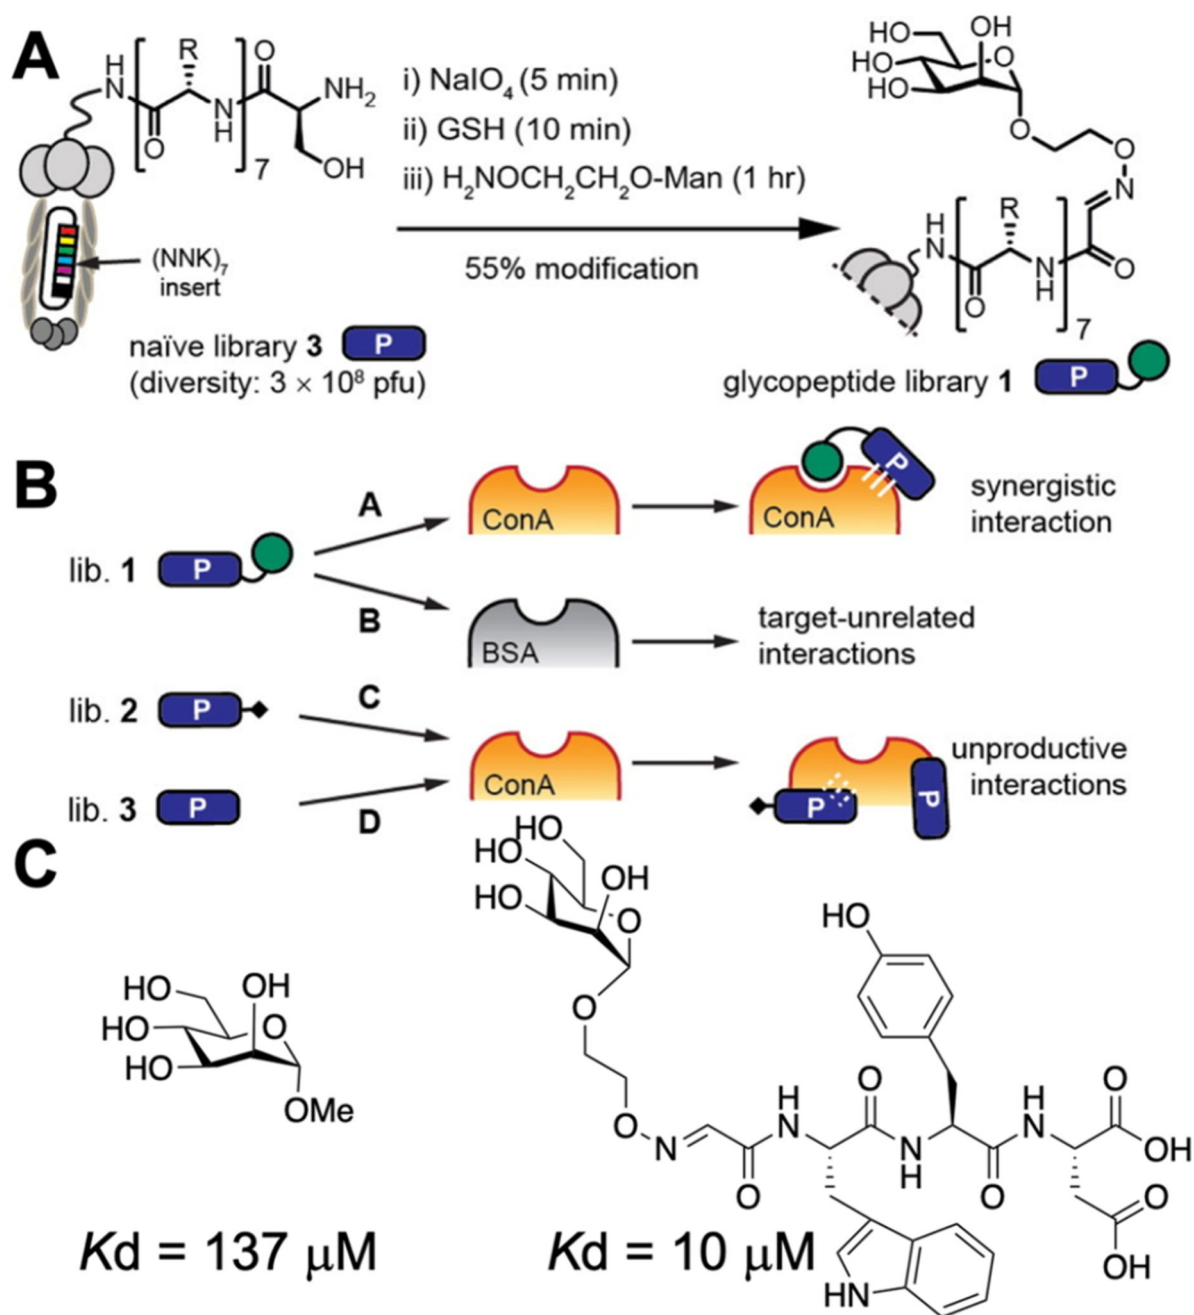 A
H
N
R
O
O
N
H
7
NH₂
OH
i) NaIO₄ (5 min)
ii) GSH (10 min)
iii) H₂NOCH₂CH₂O-Man (1 hr)
55% modification
(NNK)₇
insert
naïve library 3 P
(diversity: 3 × 10⁸ pfu)
HO
OH
HO
HO
O
O
O
N
H
N
R
O
N
H
7
O
glycopeptide library 1 P
B
lib. 1 P
A
ConA
ConA
P
synergistic
interaction
B
BSA
target-unrelated
interactions
lib. 2 P
C
lib. 3 P
D
ConA
P
P
unproductive
interactions
C
HO
OH
HO
HO
O
OMe
Kd = 137 μM
HO
HO
HO
OH
O
O
O
N
O
H
N
O
N
H
HO
O
H
N
O
OH
O
OH
HN
Kd = 10 μM